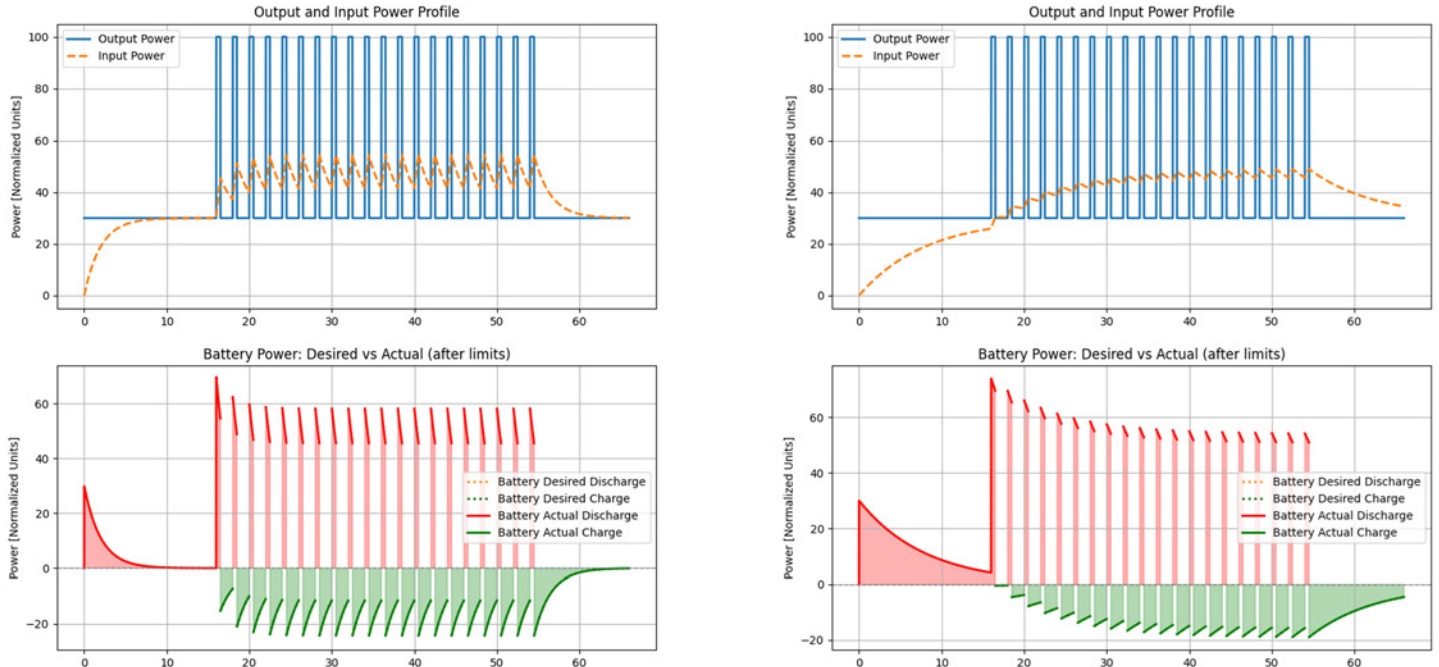 Output and Input Power Profile
Output Power
Input Power
Power [Normalized Units]
100
80
60
40
20
0
0 10 20 30 40 50 60
Output and Input Power Profile
Output Power
Input Power
Power [Normalized Units]
100
80
60
40
20
0
0 10 20 30 40 50 60
Battery Power: Desired vs Actual (after limits)
Battery Desired Discharge
Battery Desired Charge
Battery Actual Discharge
Battery Actual Charge
Power [Normalized Units]
60
40
20
0
−20
0 10 20 30 40 50 60
Battery Power: Desired vs Actual (after limits)
Battery Desired Discharge
Battery Desired Charge
Battery Actual Discharge
Battery Actual Charge
Power [Normalized Units]
60
40
20
0
−20
0 10 20 30 40 50 60